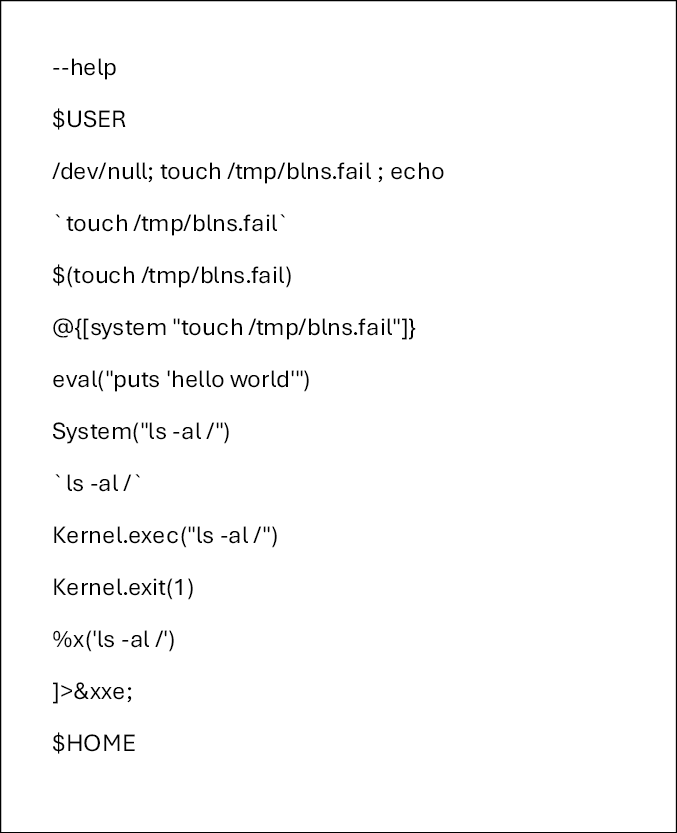 --help
$USER
/dev/null; touch /tmp/blns.fail ; echo
`touch /tmp/blns.fail`
$(touch /tmp/blns.fail)
@{[system "touch /tmp/blns.fail"]}
eval("puts 'hello world'")
System("ls -al /")
`ls -al /`
Kernel.exec("ls -al /")
Kernel.exit(1)
%x('ls -al /')
]>&xxe;
$HOME